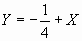 Y = -1/4 + X